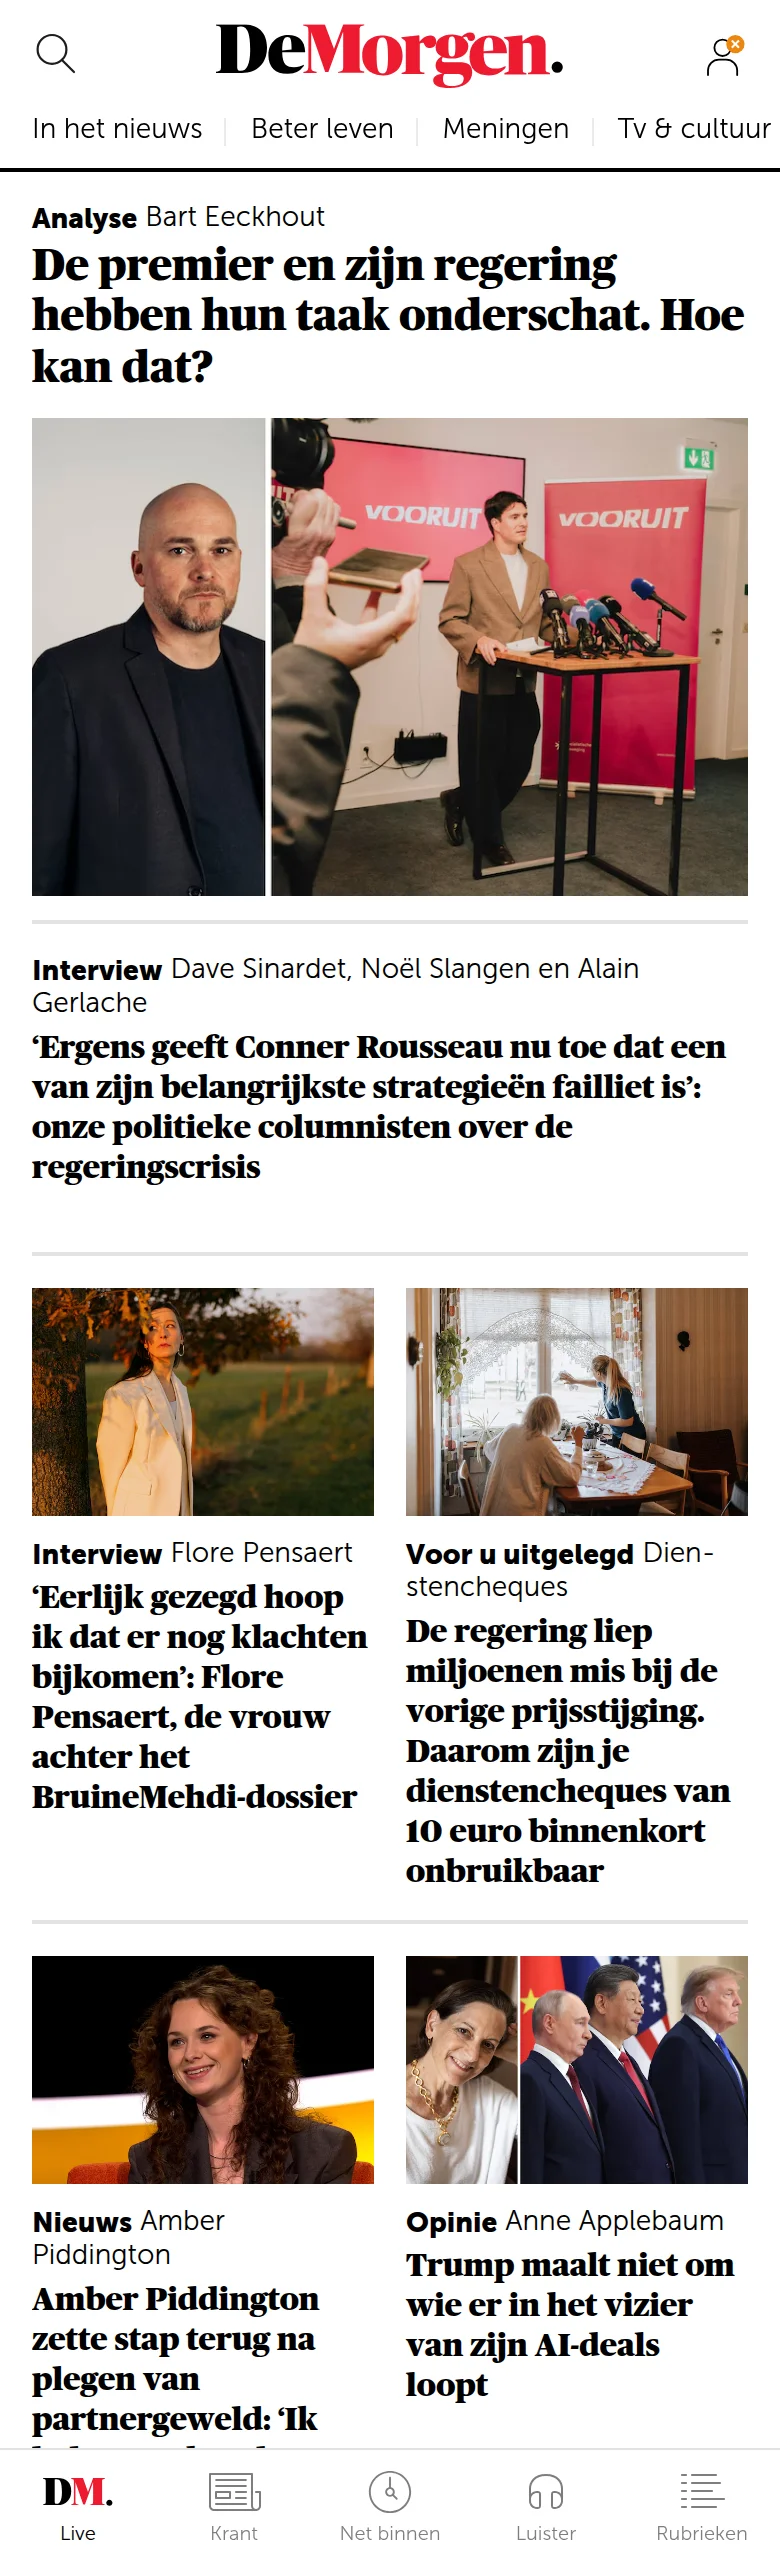 DeMorgen.
In het nieuws
Beter leven
Meningen
Tv & cultuur
Analyse Bart Eeckhout
De premier en zijn regering
hebben hun taak onderschat. Hoe
kan dat?
VOORUIT
VOORUIT
Interview Dave Sinardet, Noël Slangen en Alain
Gerlache
‘Ergens geeft Conner Rousseau nu toe dat een
van zijn belangrijkste strategieën failliet is’:
onze politieke columnisten over de
regeringscrisis
Interview Flore Pensaert
‘Eerlijk gezegd hoop
ik dat er nog klachten
bijkomen’: Flore
Pensaert, de vrouw
achter het
BruineMehdi-dossier
Voor u uitgelegd Dien-
stencheques
De regering liep
miljoenen mis bij de
vorige prijsstijging.
Daarom zijn je
dienstencheques van
10 euro binnenkort
onbruikbaar
Nieuws Amber
Piddington
Amber Piddington
zette stap terug na
plegen van
partnergeweld: ‘Ik
Opinie Anne Applebaum
Trump maalt niet om
wie er in het vizier
van zijn AI-deals
loopt
DM.
Live
Krant
Net binnen
Luister
Rubrieken